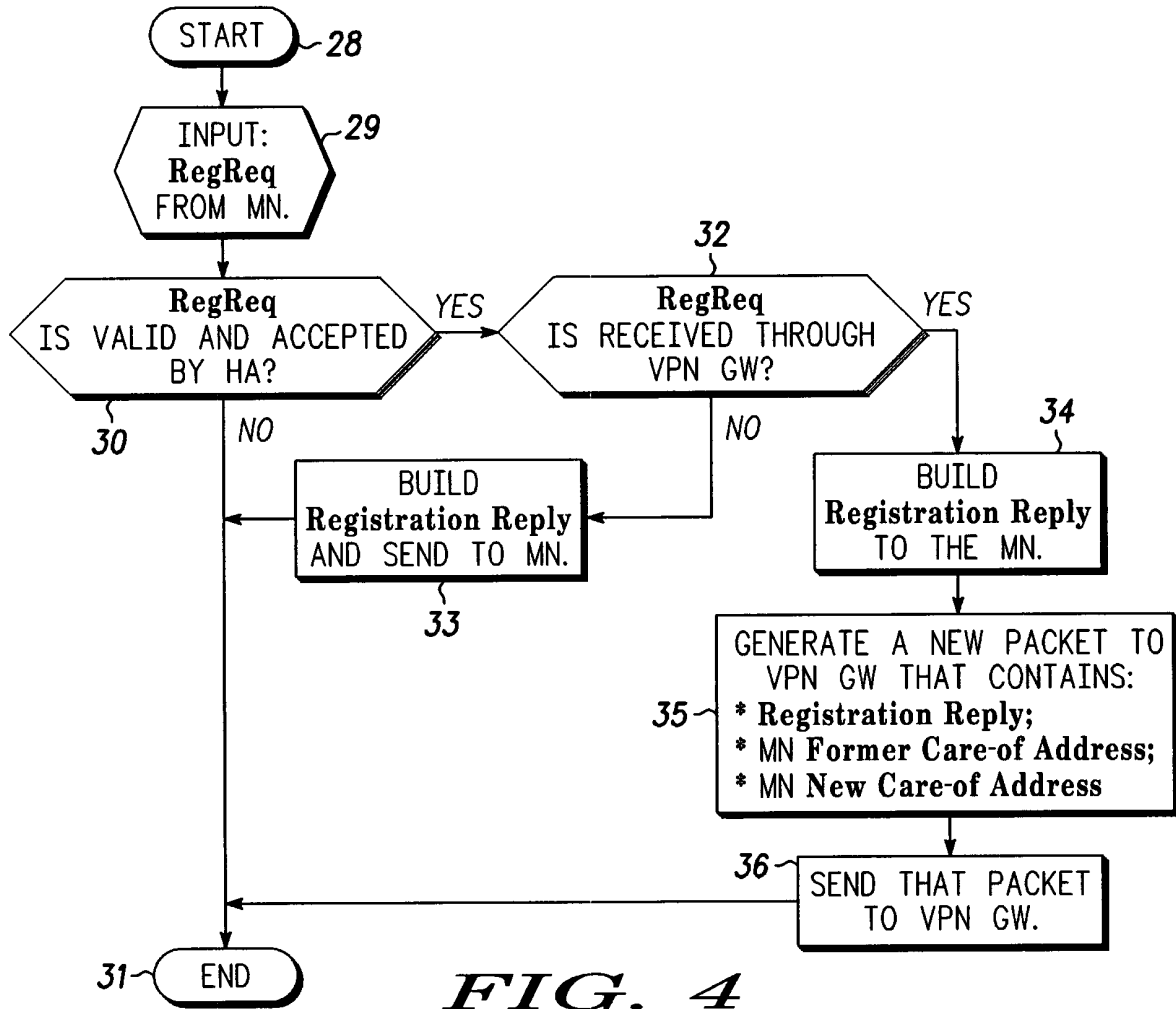 START
28
INPUT:
RegReq
FROM MN.
29
32
RegReq
IS VALID AND ACCEPTED
BY HA?
30
YES
RegReq
IS RECEIVED THROUGH
VPN GW?
YES
NO
NO
34
BUILD
Registration Reply
AND SEND TO MN.
33
BUILD
Registration Reply
TO THE MN.
35
GENERATE A NEW PACKET TO
VPN GW THAT CONTAINS:
* Registration Reply;
* MN Former Care-of Address;
* MN New Care-of Address
36
SEND THAT PACKET
TO VPN GW.
31
END
FIG. 4